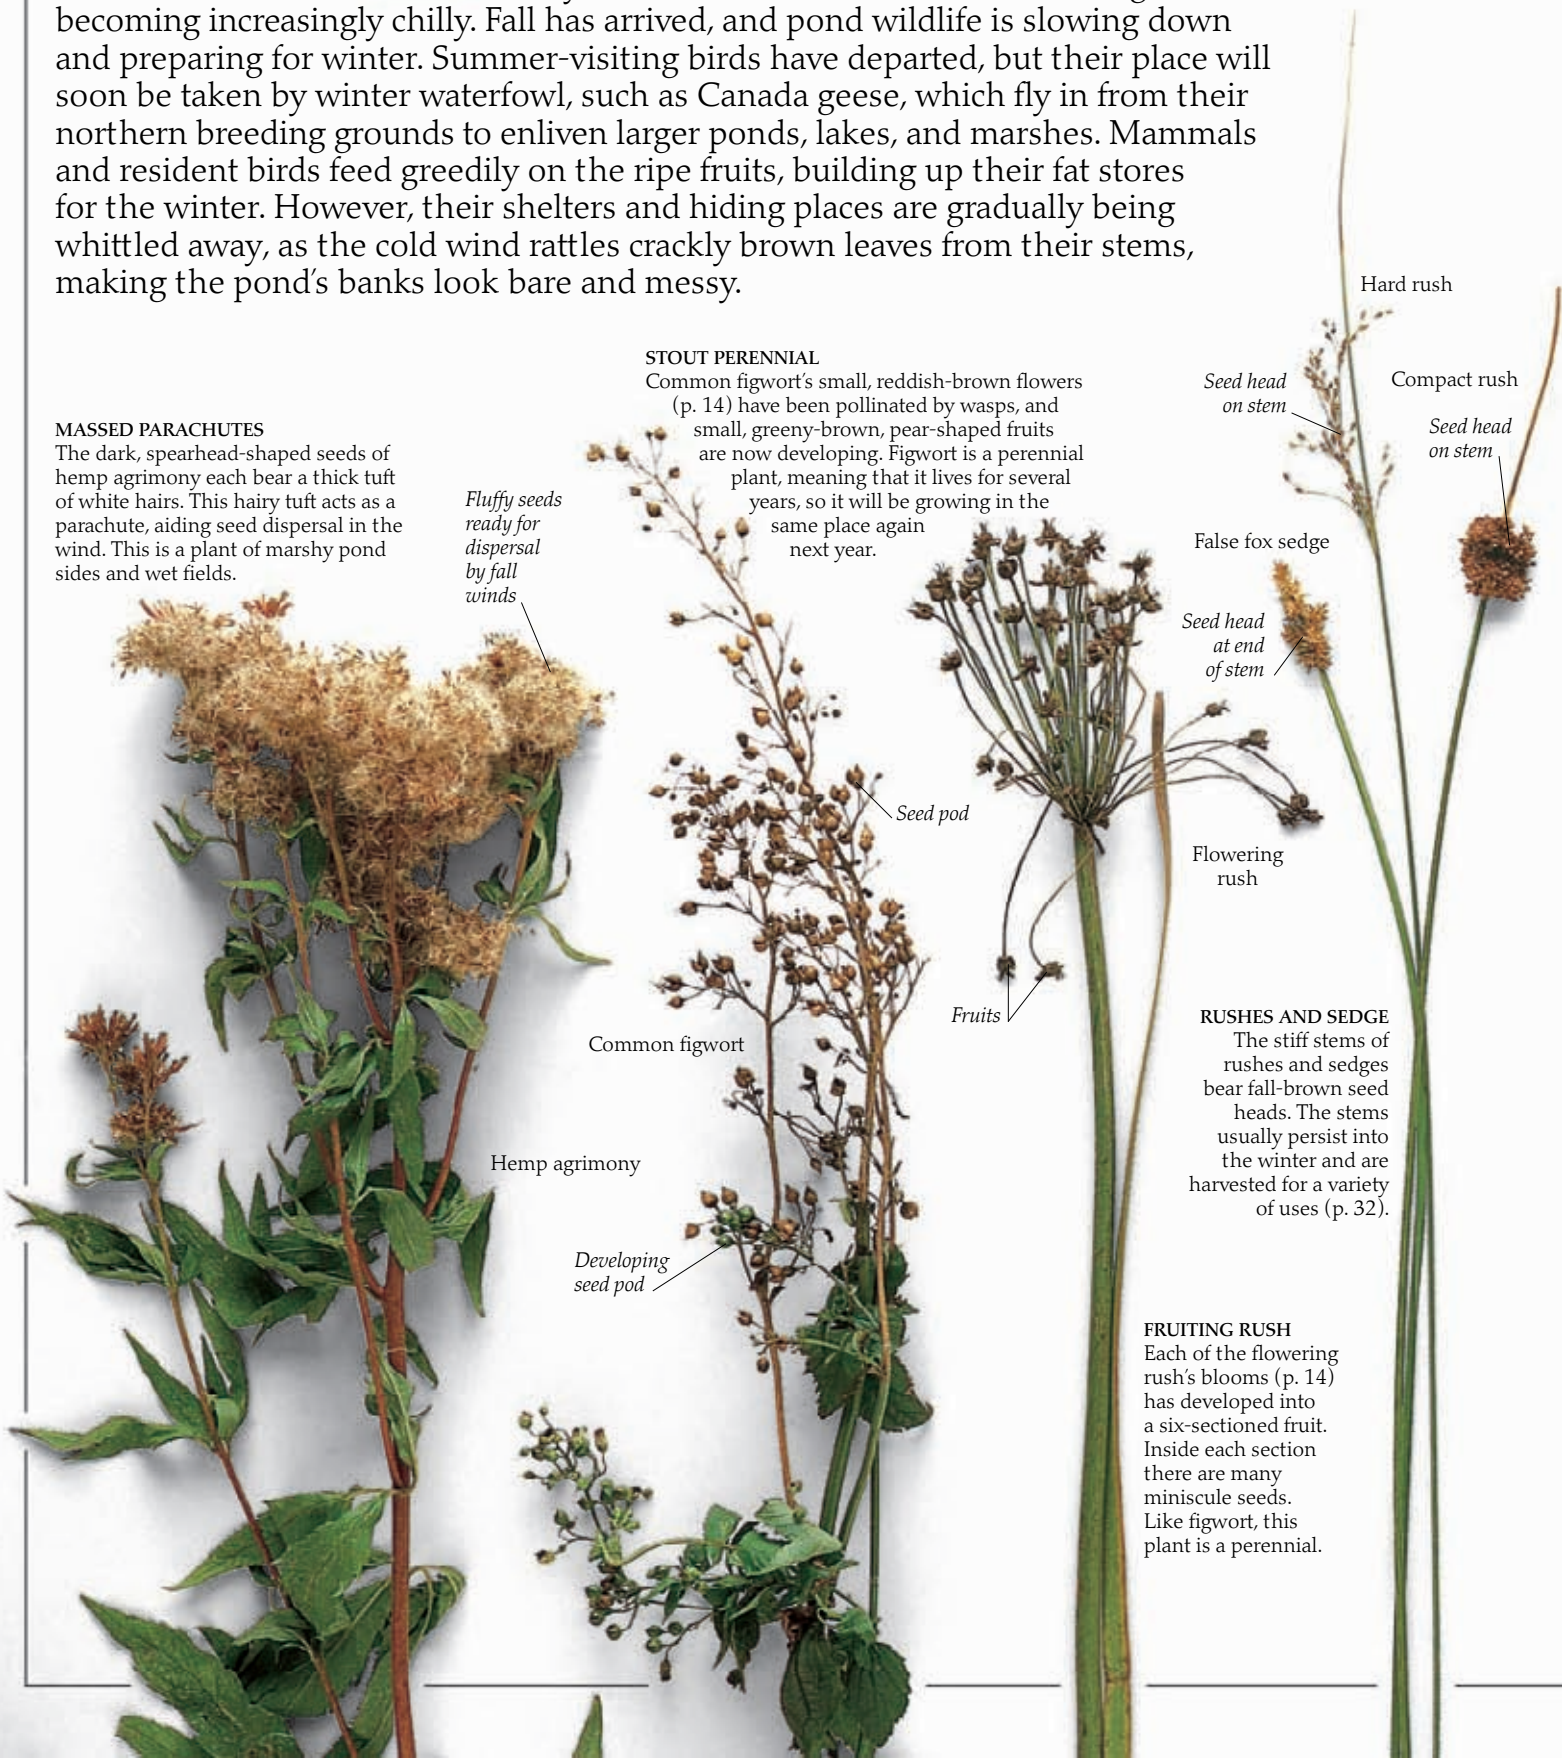 becoming increasingly chilly. Fall has arrived, and pond wildlife is slowing down
and preparing for winter. Summer-visiting birds have departed, but their place will
soon be taken by winter waterfowl, such as Canada geese, which fly in from their
northern breeding grounds to enliven larger ponds, lakes, and marshes. Mammals
and resident birds feed greedily on the ripe fruits, building up their fat stores
for the winter. However, their shelters and hiding places are gradually being
whittled away, as the cold wind rattles crackly brown leaves from their stems,
making the pond's banks look bare and messy.
MASSED PARACHUTES
The dark, spearhead-shaped seeds of
hemp agrimony each bear a thick tuft
of white hairs. This hairy tuft acts as a
parachute, aiding seed dispersal in the
wind. This is a plant of marshy pond
sides and wet fields.
Fluffy seeds
ready for
dispersal
by fall
winds
STOUT PERENNIAL
Common figwort's small, reddish-brown flowers
(p. 14) have been pollinated by wasps, and
small, greeny-brown, pear-shaped fruits
are now developing. Figwort is a perennial
plant, meaning that it lives for several
years, so it will be growing in the
same place again
next year.
Hard rush
Seed head
on stem
Compact rush
Seed head
on stem
False fox sedge
Seed head
at end
of stem
Seed pod
Flowering
rush
Fruits
Common figwort
Hemp agrimony
Developing
seed pod
RUSHES AND SEDGE
The stiff stems of
rushes and sedges
bear fall-brown seed
heads. The stems
usually persist into
the winter and are
harvested for a variety
of uses (p. 32).
FRUITING RUSH
Each of the flowering
rush's blooms (p. 14)
has developed into
a six-sectioned fruit.
Inside each section
there are many
miniscule seeds.
Like figwort, this
plant is a perennial.